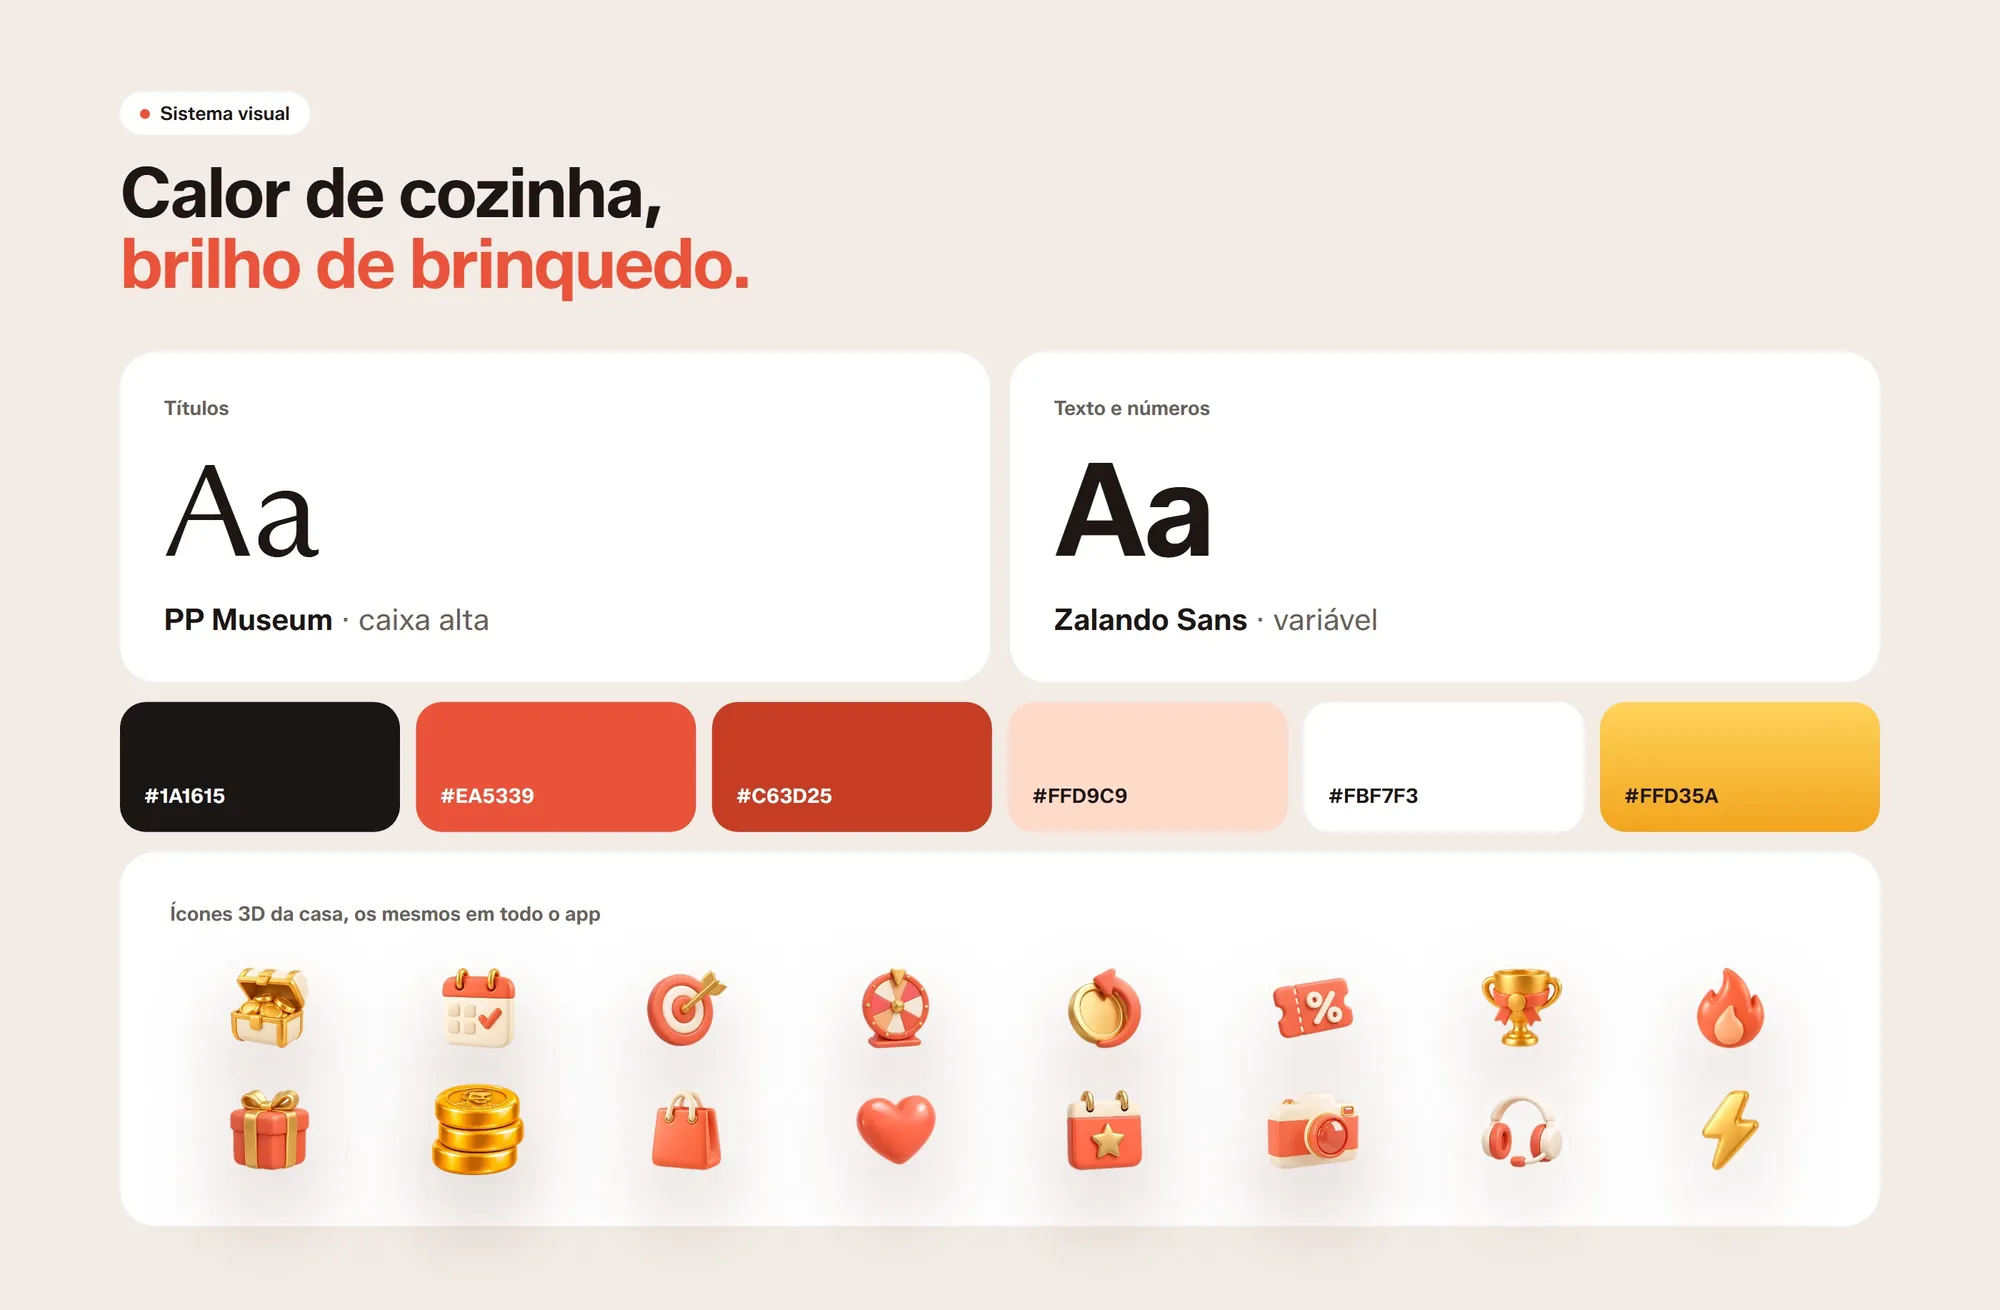 Sistema visual
Calor de cozinha,
brilho de brinquedo.
Títulos
Aa
PP Museum · caixa alta
Texto e números
Aa
Zalando Sans · variável
#1A1615
#EA5339
#C63D25
#FFD9C9
#FBF7F3
#FFD35A
Ícones 3D da casa, os mesmos em todo o app
%